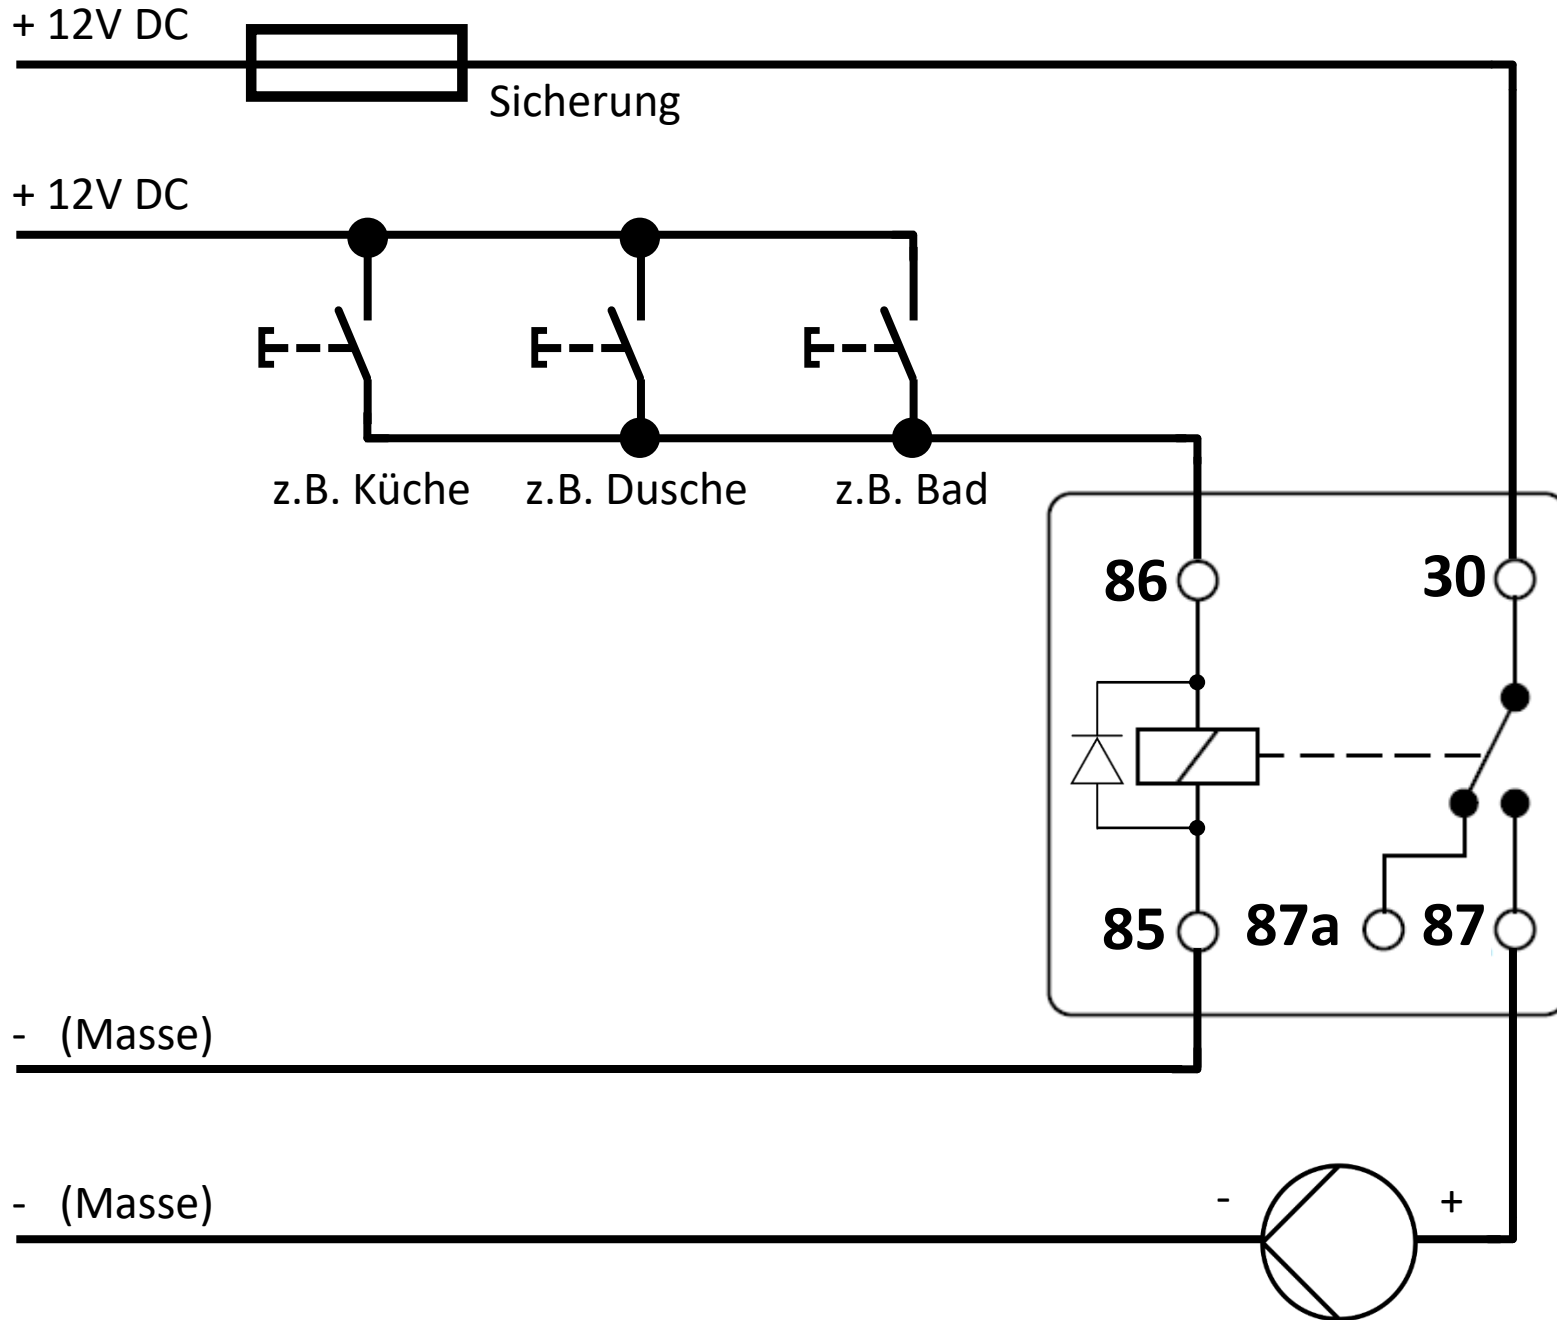 + 12V DC
Sicherung
+ 12V DC
z.B. Küche z.B. Dusche z.B. Bad
86 30
85 87a 87
- (Masse)
- (Masse)
- +